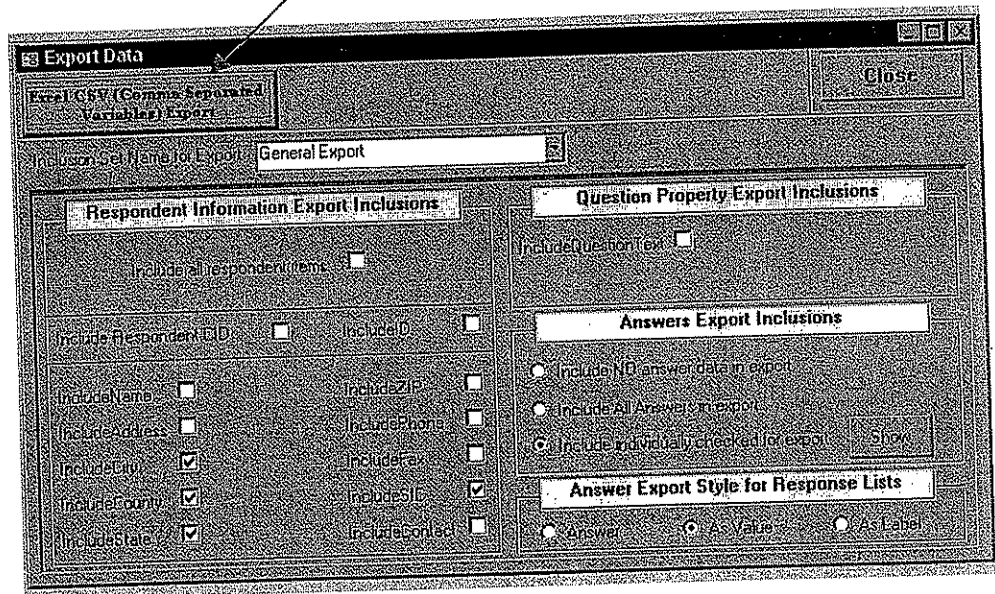 Export Data
Excel CSV (Comma Separated
Variables) Export
Close
Inclusion Set Name for Export
General Export
Respondent Information Export Inclusions
Include all respondent items
Include Respondent CID
IncludeID
IncludeName
IncludeZIP
IncludeAddress
IncludePhone
IncludeCity
IncludeFax
IncludeCounty
IncludeSID
IncludeState
IncludeContact
Question Property Export Inclusions
IncludeQuestionText
Answers Export Inclusions
Include NO answer data in export
Include All Answers in export
Include individually checked for export
Show
Answer Export Style for Response Lists
Answer
As Value
As Label